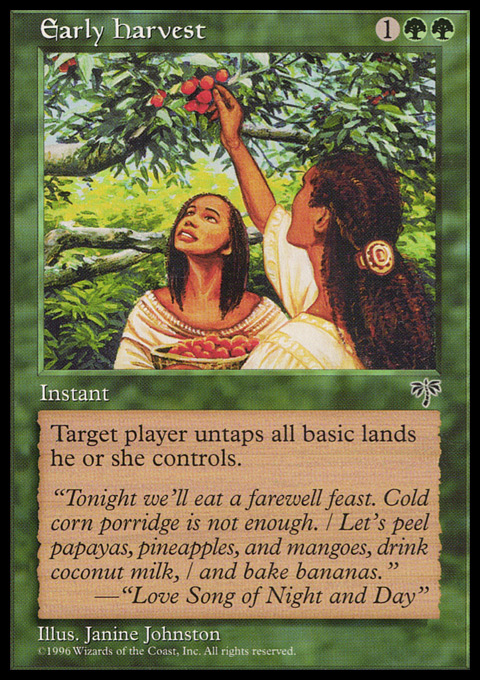 Early Harvest 1
Instant
Target player untaps all basic lands
he or she controls.
“Tonight we’ll eat a farewell feast. Cold
corn porridge is not enough. / Let’s peel
papayas, pineapples, and mangoes, drink
coconut milk, / and bake bananas.”
—“Love Song of Night and Day”
Illus. Janine Johnston
©1996 Wizards of the Coast, Inc. All rights reserved.